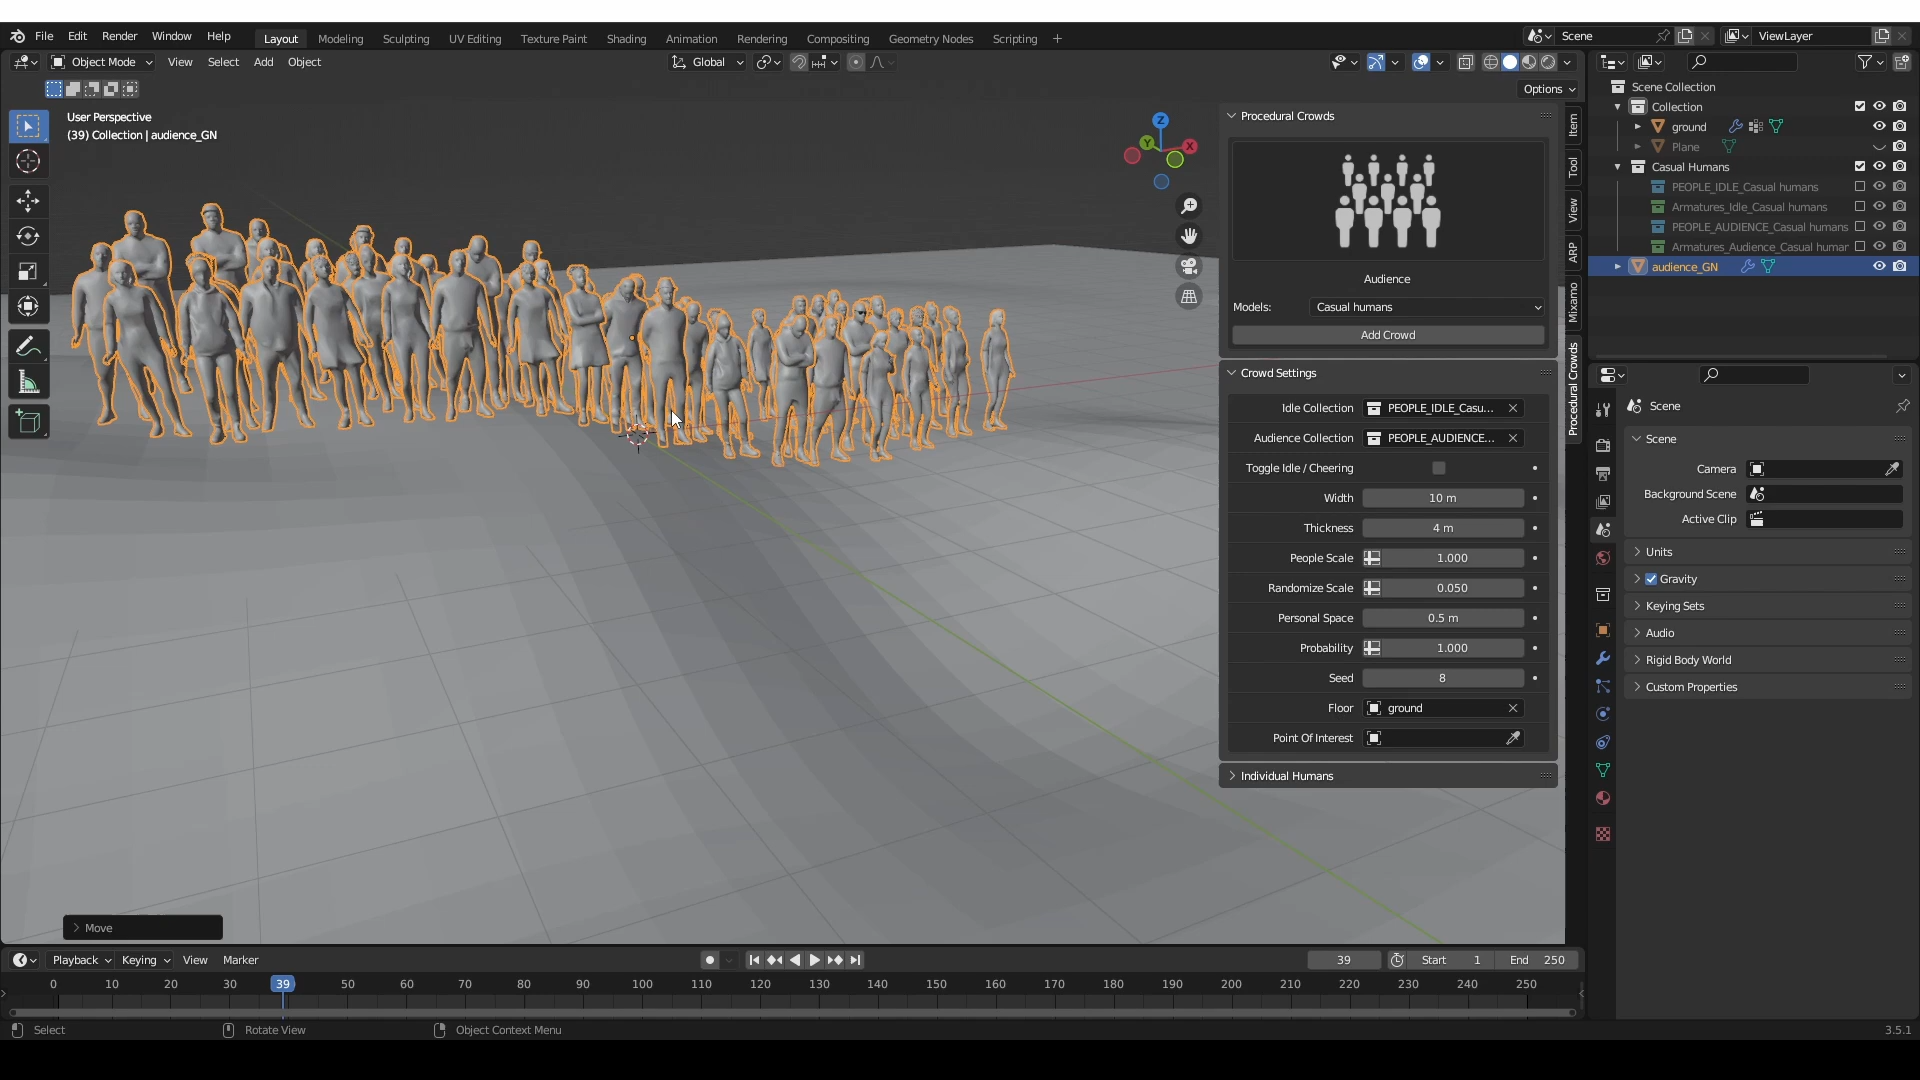 File Edit Render Window Help Layout Modeling Sculpting UV Editing Texture Paint Shading Animation Rendering Compositing Geometry Nodes Scripting + Scene ViewLayer
Object Mode View Select Add Object Global
Options
User Perspective
(39) Collection | audience_GN
Z
Y
X
Procedural Crowds
Audience
Models: Casual humans
Add Crowd
Crowd Settings
Idle Collection PEOPLE_IDLE_Casu...
Audience Collection PEOPLE_AUDIENCE...
Toggle Idle / Cheering
Width 10 m
Thickness 4 m
People Scale 1.000
Randomize Scale 0.050
Personal Space 0.5 m
Probability 1.000
Seed 8
Floor ground
Point Of Interest
Individual Humans
Item
Tool
View
ARP
Mixamo
Procedural Crowds
Scene Collection
Collection
ground
Plane
Casual Humans
PEOPLE_IDLE_Casual humans
Armatures_Idle_Casual humans
PEOPLE_AUDIENCE_Casual humans
Armatures_Audience_Casual humar
audience_GN
Scene
Scene
Camera
Background Scene
Active Clip
Units
Gravity
Keying Sets
Audio
Rigid Body World
Custom Properties
Move
Playback Keying View Marker 39 Start 1 End 250
0 10 20 30 39 50 60 70 80 90 100 110 120 130 140 150 160 170 180 190 200 210 220 230 240 250
Select Rotate View Object Context Menu 3.5.1